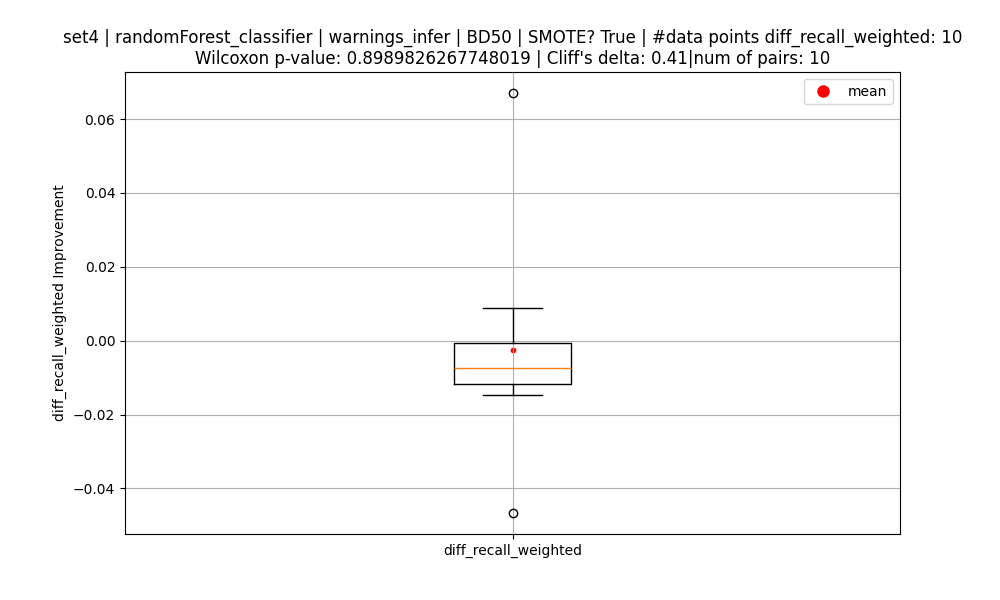 set4 | randomForest_classifier | warnings_infer | BD50 | SMOTE? True | #data points diff_recall_weighted: 10
Wilcoxon p-value: 0.8989826267748019 | Cliff's delta: 0.41|num of pairs: 10
mean
0.06
0.04
0.02
0.00
−0.02
−0.04
diff_recall_weighted Improvement
diff_recall_weighted